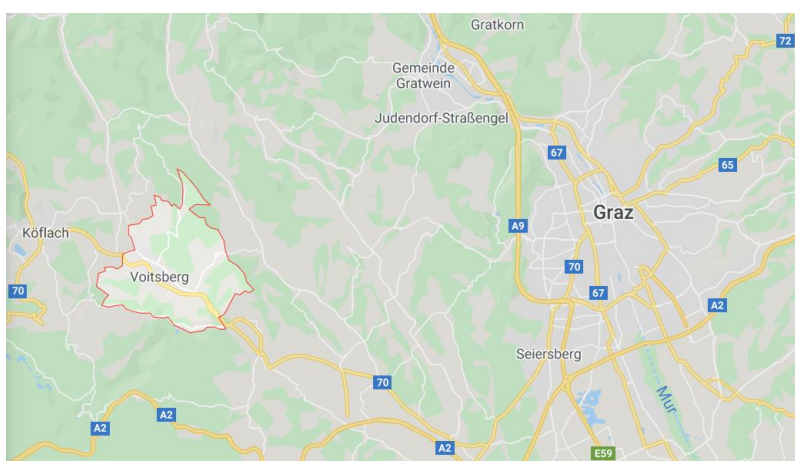 Gratkorn
72
Gemeinde
Gratwein
Judendorf-Straßengel
67
65
Graz
A9
Köflach
Voitsberg
70
70
67
A2
Seiersberg
70
Mur
A2
A2
A2
E59